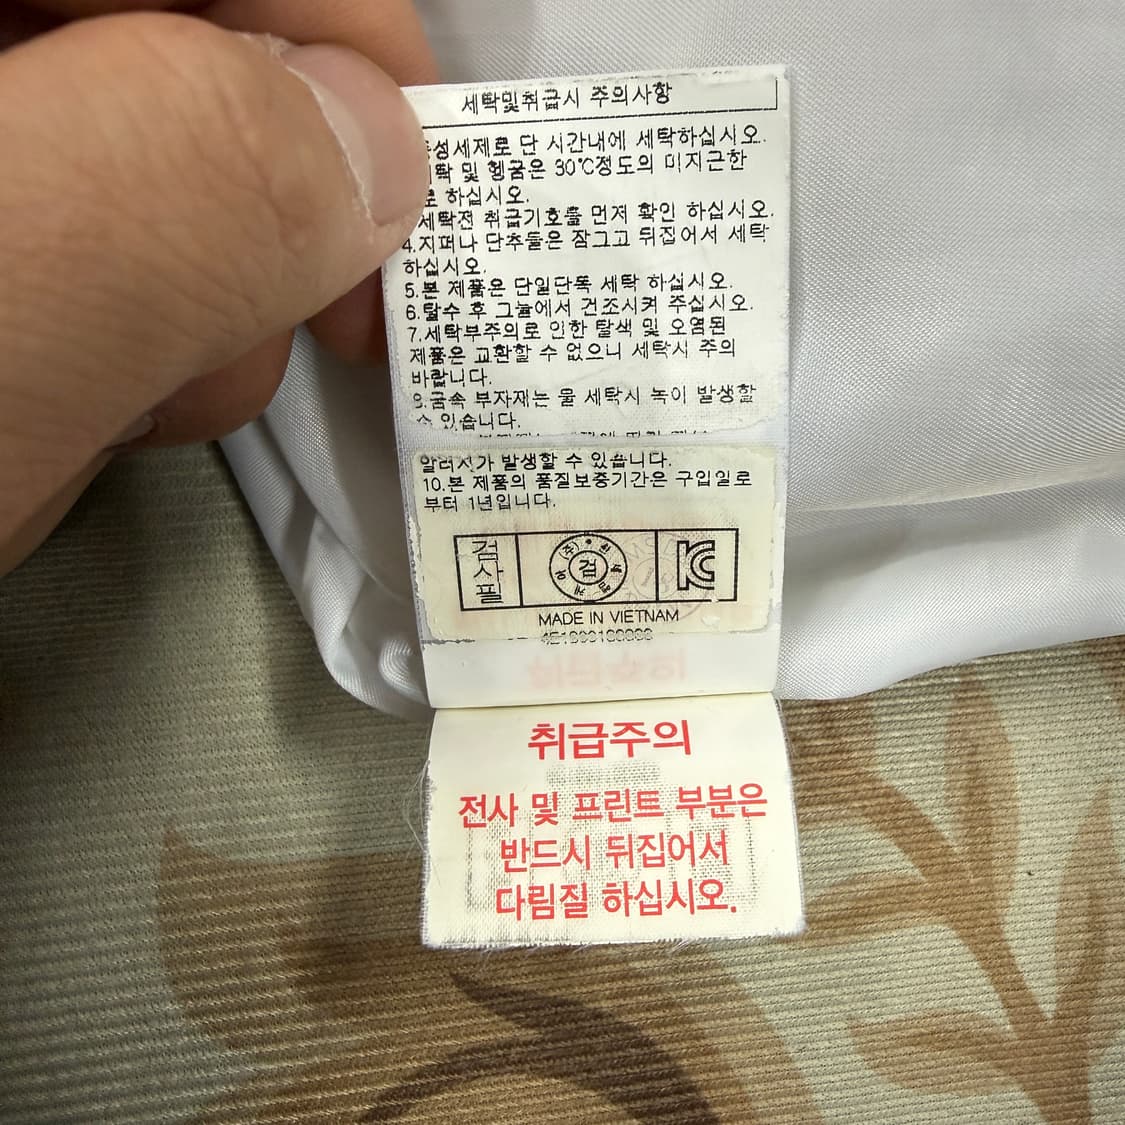 세탁및취급시 주의사항
성세제로 단 시간내에 세탁하십시오.
및 헹굼은 30℃정도의 미지근한
로 하십시오.
세탁전 취급기호를 먼저 확인 하십시오.
4.지퍼나 단추들은 잠그고 뒤집어서 세탁
하십시오.
5.본 제품은 단일단독 세탁 하십시오.
6.탈수 후 그늘에서 건조시켜 주십시오.
7.세탁부주의로 인한 탈색 및 오염된
제품은 교환할 수 없으니 세탁시 주의
바랍니다.
8.금속 부자재는 물 세탁시 녹이 발생할
수 있습니다.
알러지가 발생할 수 있습니다.
10.본 제품의 품질보증기간은 구입일로
부터 1년입니다.
검사필
검
KC
MADE IN VIETNAM
취급주의
전사 및 프린트 부분은
반드시 뒤집어서
다림질 하십시오.